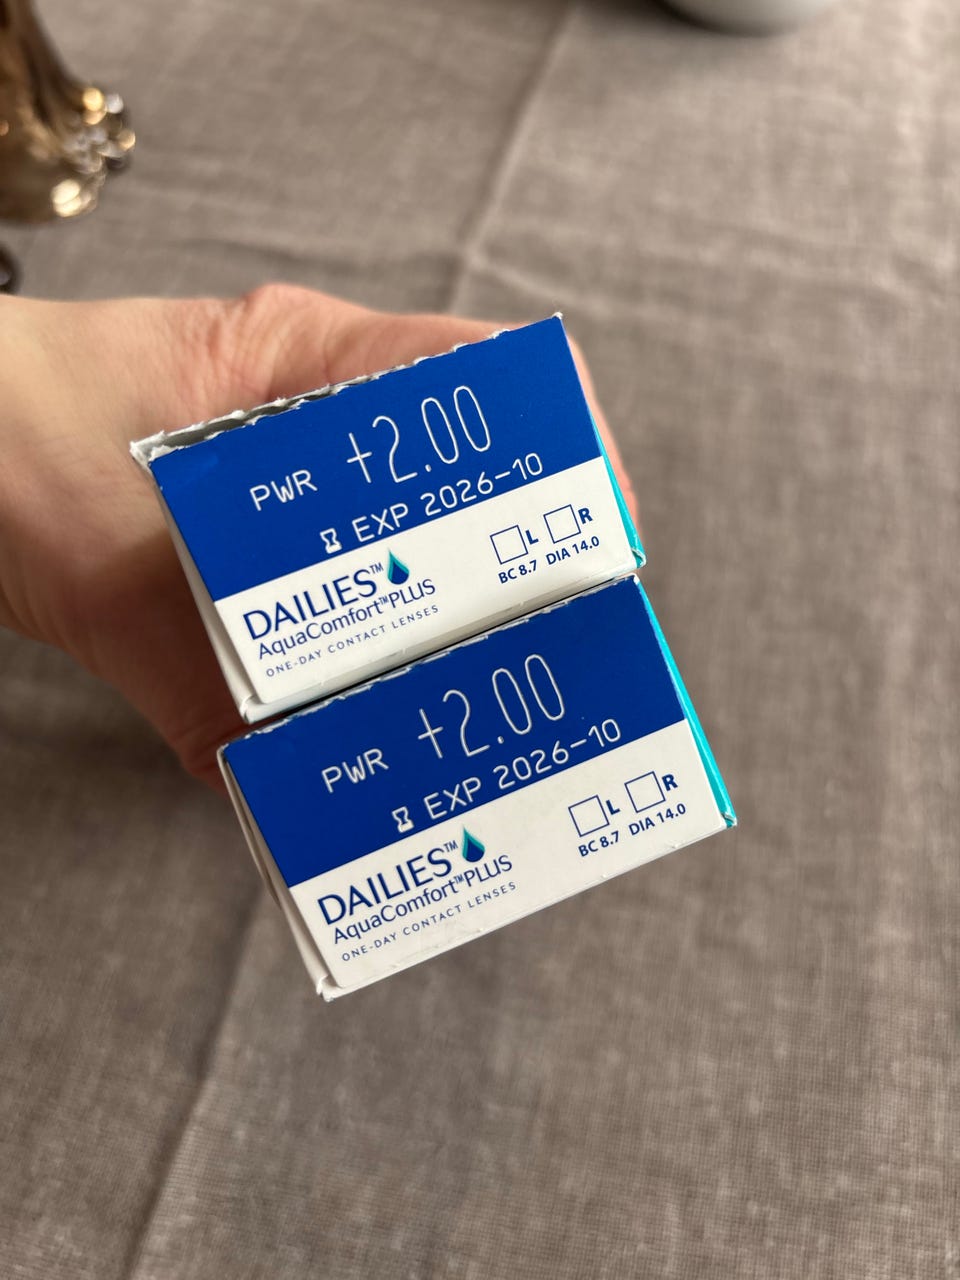 PWR +2.00
EXP 2026-10
L R
BC 8.7 DIA 14.0
DAILIES™
AquaComfort™PLUS
ONE-DAY CONTACT LENSES
PWR +2.00
EXP 2026-10
L R
BC 8.7 DIA 14.0
DAILIES™
AquaComfort™PLUS
ONE-DAY CONTACT LENSES